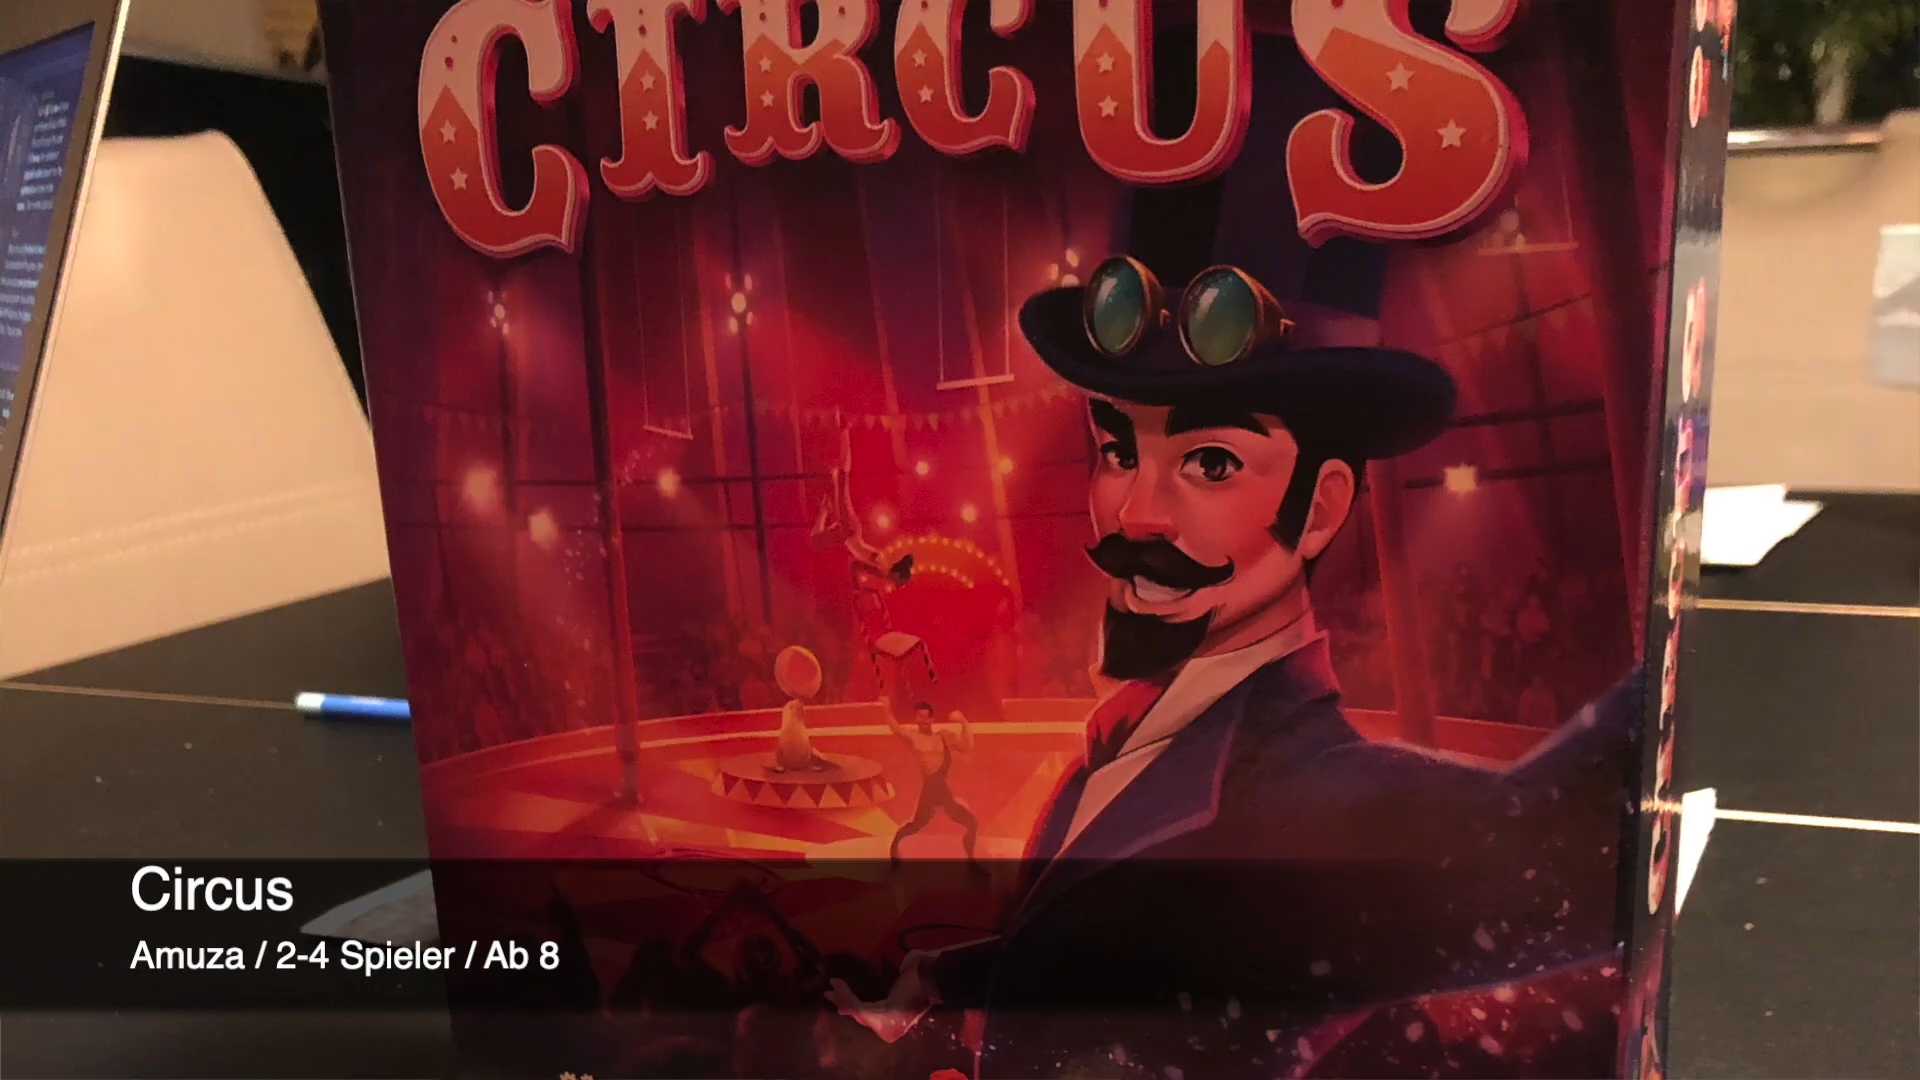 CIRCUS
Circus
Amuza / 2-4 Spieler / Ab 8